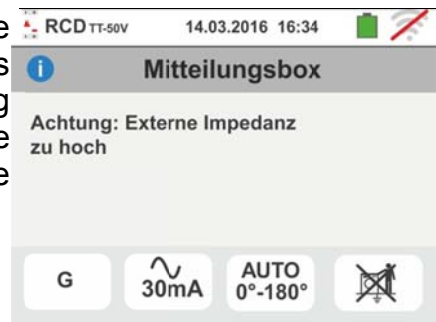 RCD TT-50V 14.03.2016 16:34
i Mitteilungsbox
Achtung: Externe Impedanz
zu hoch
G 30mA AUTO
0°-180°